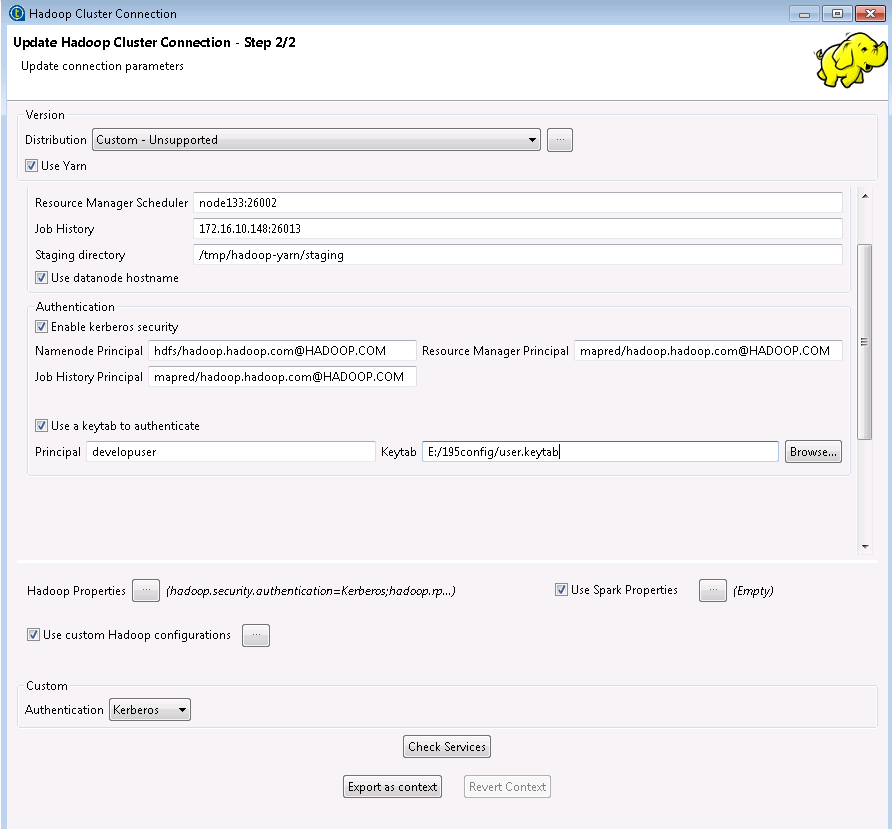 Hadoop Cluster Connection
Update Hadoop Cluster Connection - Step 2/2
Update connection parameters
Version
Distribution Custom - Unsupported ...
Use Yarn
Resource Manager Scheduler node133:26002
Job History 172.16.10.148:26013
Staging directory /tmp/hadoop-yarn/staging
Use datanode hostname
Authentication
Enable kerberos security
Namenode Principal hdfs/hadoop.hadoop.com@HADOOP.COM Resource Manager Principal mapred/hadoop.hadoop.com@HADOOP.COM
Job History Principal mapred/hadoop.hadoop.com@HADOOP.COM
Use a keytab to authenticate
Principal developuser Keytab E:/195config/user.keytab Browse...
Hadoop Properties ... (hadoop.security.authentication=Kerberos;hadoop.rp...) Use Spark Properties ... (Empty)
Use custom Hadoop configurations ...
Custom
Authentication Kerberos
Check Services
Export as context Revert Context